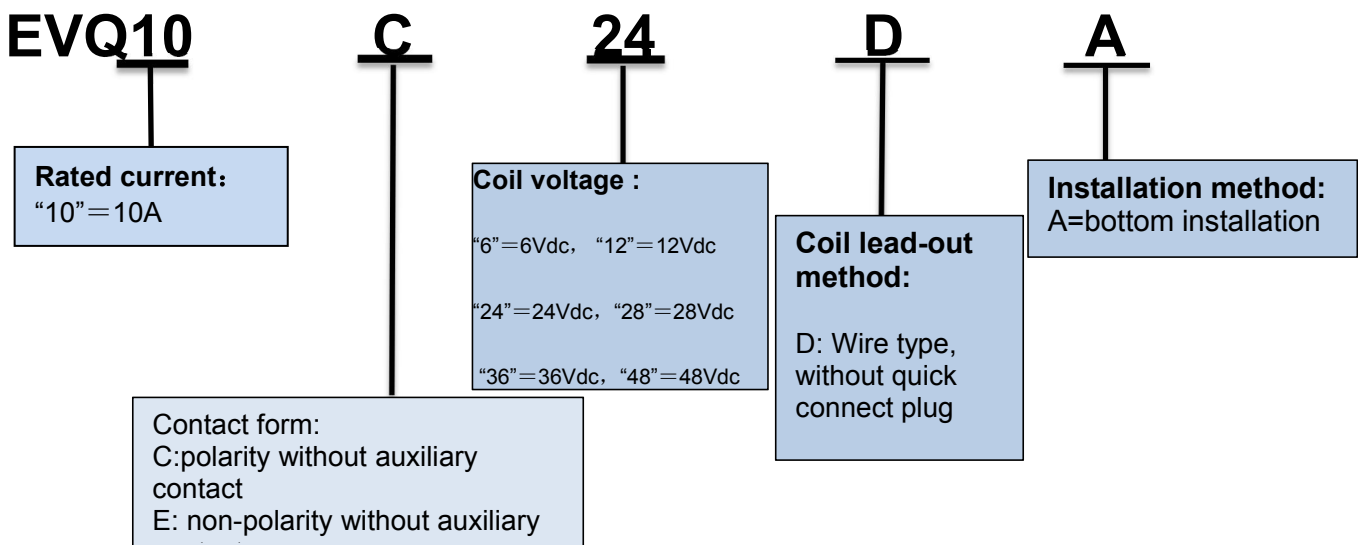 EVQ10 C 24 D A
Rated current：
“10”＝10A
Coil voltage :
“6”＝6Vdc， “12”＝12Vdc
“24”＝24Vdc，“28”＝28Vdc
“36”＝36Vdc，“48”＝48Vdc
Installation method:
A=bottom installation
Coil lead-out
method:
D: Wire type,
without quick
connect plug
Contact form:
C:polarity without auxiliary
contact
E: non-polarity without auxiliary